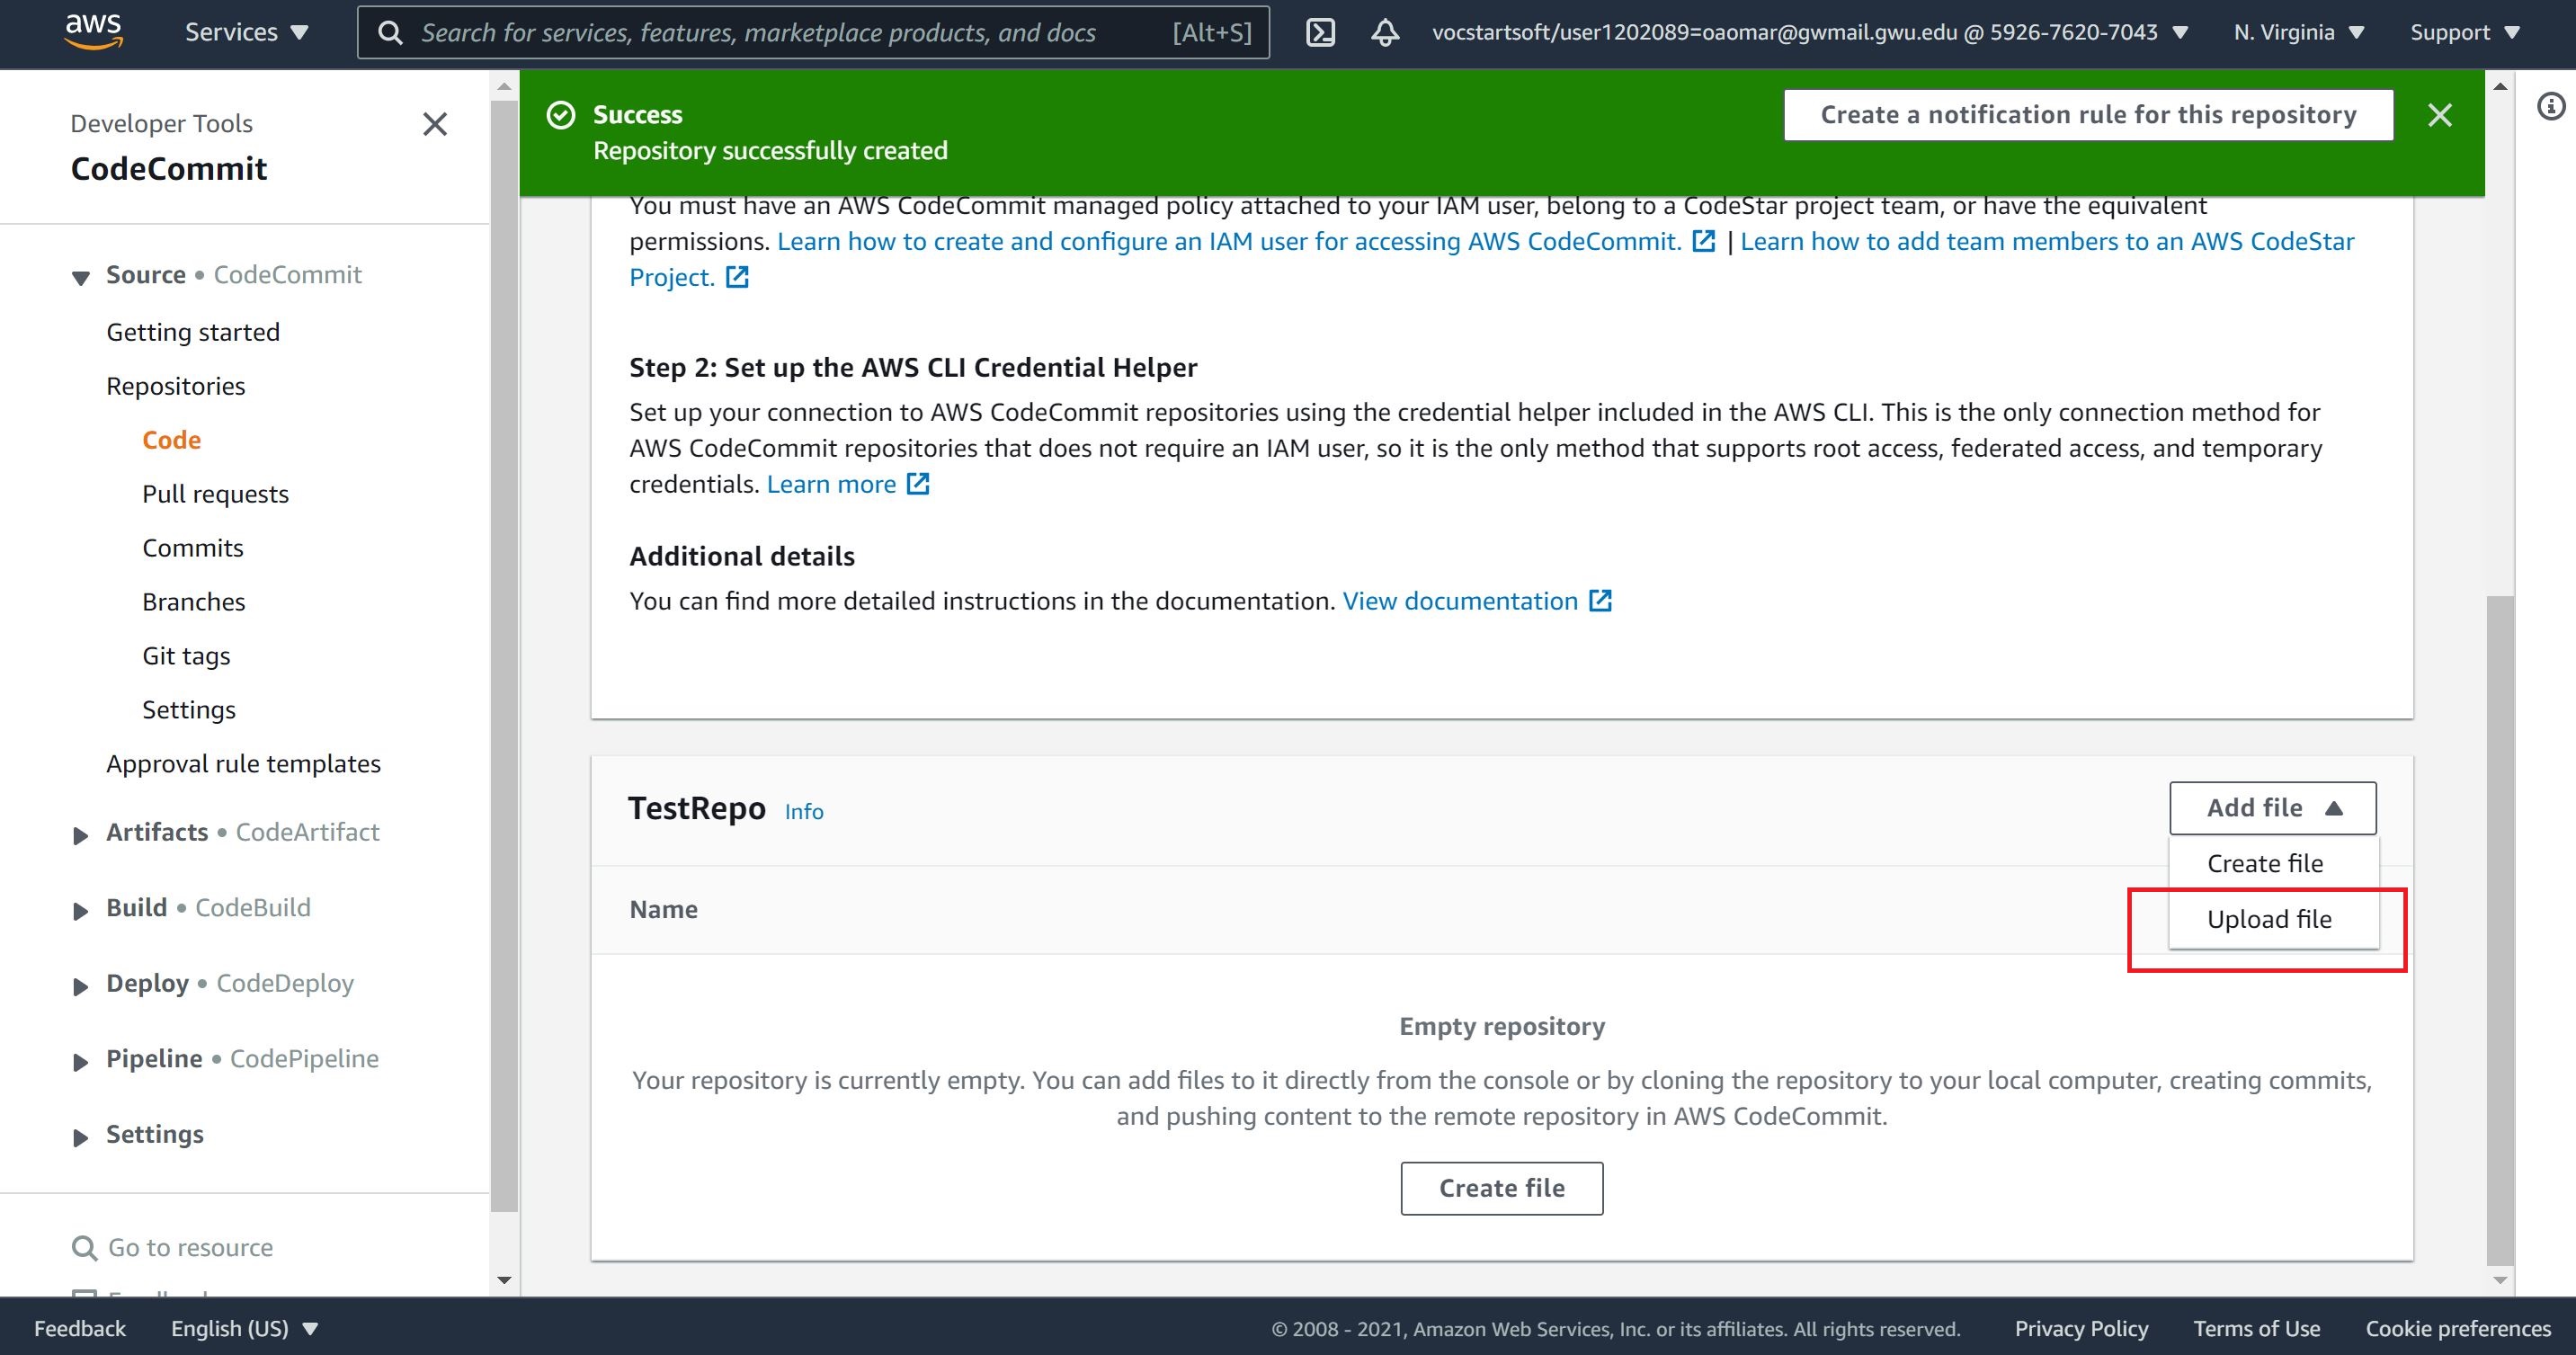 aws
Services
Search for services, features, marketplace products, and docs [Alt+S]
vocstartsoft/user1202089=oaomar@gwmail.gwu.edu @ 5926-7620-7043
N. Virginia
Support
Developer Tools
CodeCommit
Source • CodeCommit
Getting started
Repositories
Code
Pull requests
Commits
Branches
Git tags
Settings
Approval rule templates
Artifacts • CodeArtifact
Build • CodeBuild
Deploy • CodeDeploy
Pipeline • CodePipeline
Settings
Go to resource
Success
Repository successfully created
Create a notification rule for this repository
You must have an AWS CodeCommit managed policy attached to your IAM user, belong to a CodeStar project team, or have the equivalent
permissions. Learn how to create and configure an IAM user for accessing AWS CodeCommit. | Learn how to add team members to an AWS CodeStar
Project.
Step 2: Set up the AWS CLI Credential Helper
Set up your connection to AWS CodeCommit repositories using the credential helper included in the AWS CLI. This is the only connection method for
AWS CodeCommit repositories that does not require an IAM user, so it is the only method that supports root access, federated access, and temporary
credentials. Learn more
Additional details
You can find more detailed instructions in the documentation. View documentation
TestRepo Info
Add file
Create file
Upload file
Name
Empty repository
Your repository is currently empty. You can add files to it directly from the console or by cloning the repository to your local computer, creating commits,
and pushing content to the remote repository in AWS CodeCommit.
Create file
Feedback
English (US)
© 2008 - 2021, Amazon Web Services, Inc. or its affiliates. All rights reserved.
Privacy Policy
Terms of Use
Cookie preferences